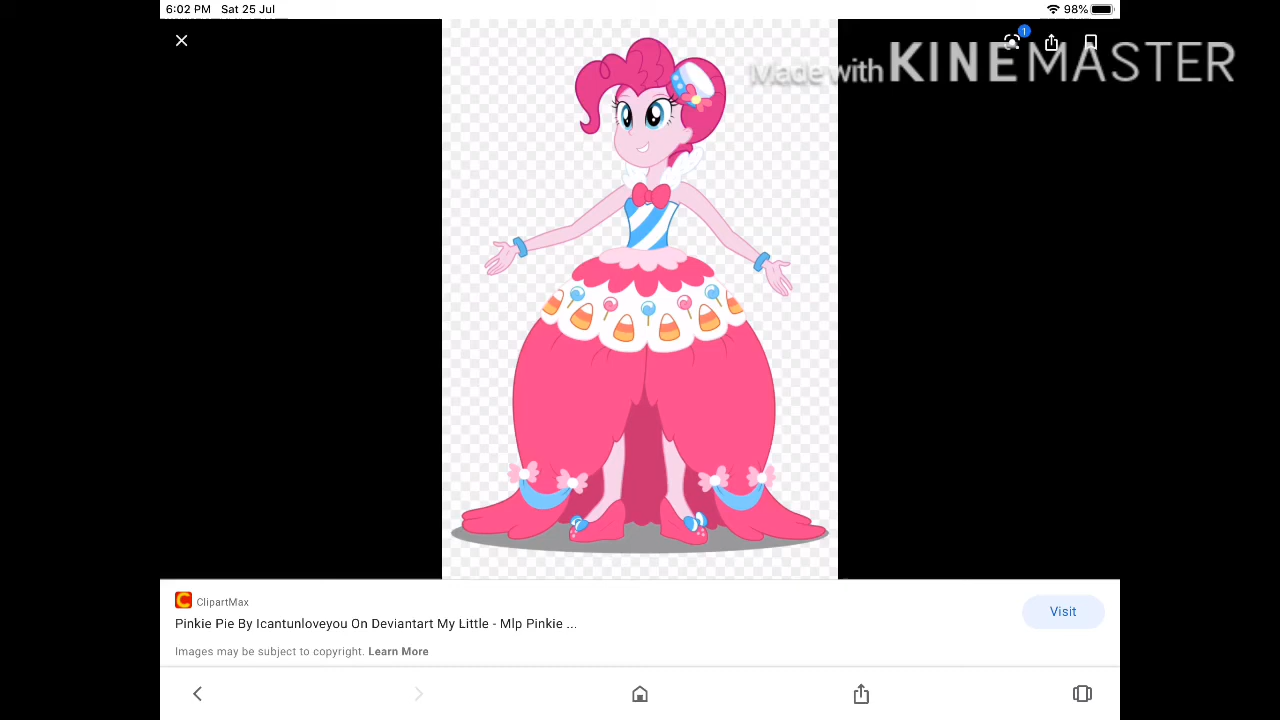 6:02 PM Sat 25 Jul
98%
1
Made with KINEMASTER
ClipartMax
Pinkie Pie By Icantunloveyou On Deviantart My Little - Mlp Pinkie ...
Visit
Images may be subject to copyright. Learn More